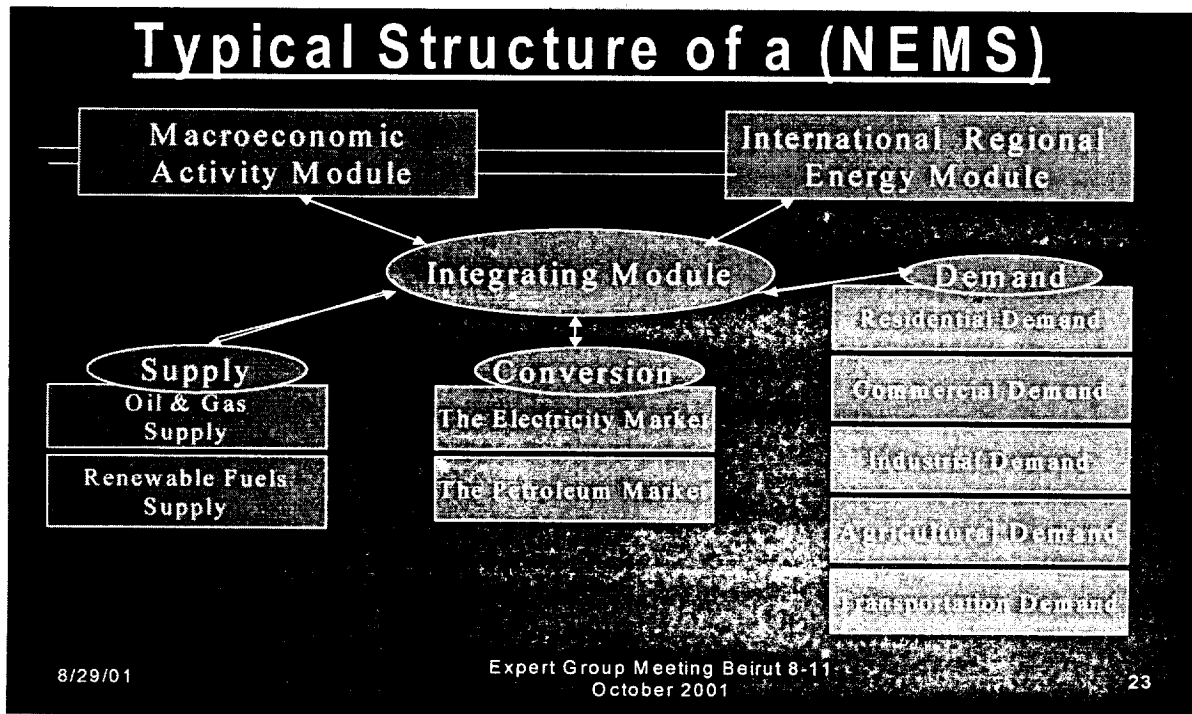 Typical Structure of a (NEMS)
Macroeconomic
Activity Module
International Regional
Energy Module
Integrating Module
Supply
Oil & Gas
Supply
Renewable Fuels
Supply
Conversion
The Electricity Market
The Petroleum Market
Demand
Residential Demand
Commercial Demand
Industrial Demand
Agricultural Demand
Transportation Demand
8/29/01
Expert Group Meeting Beirut 8-11
October 2001
23